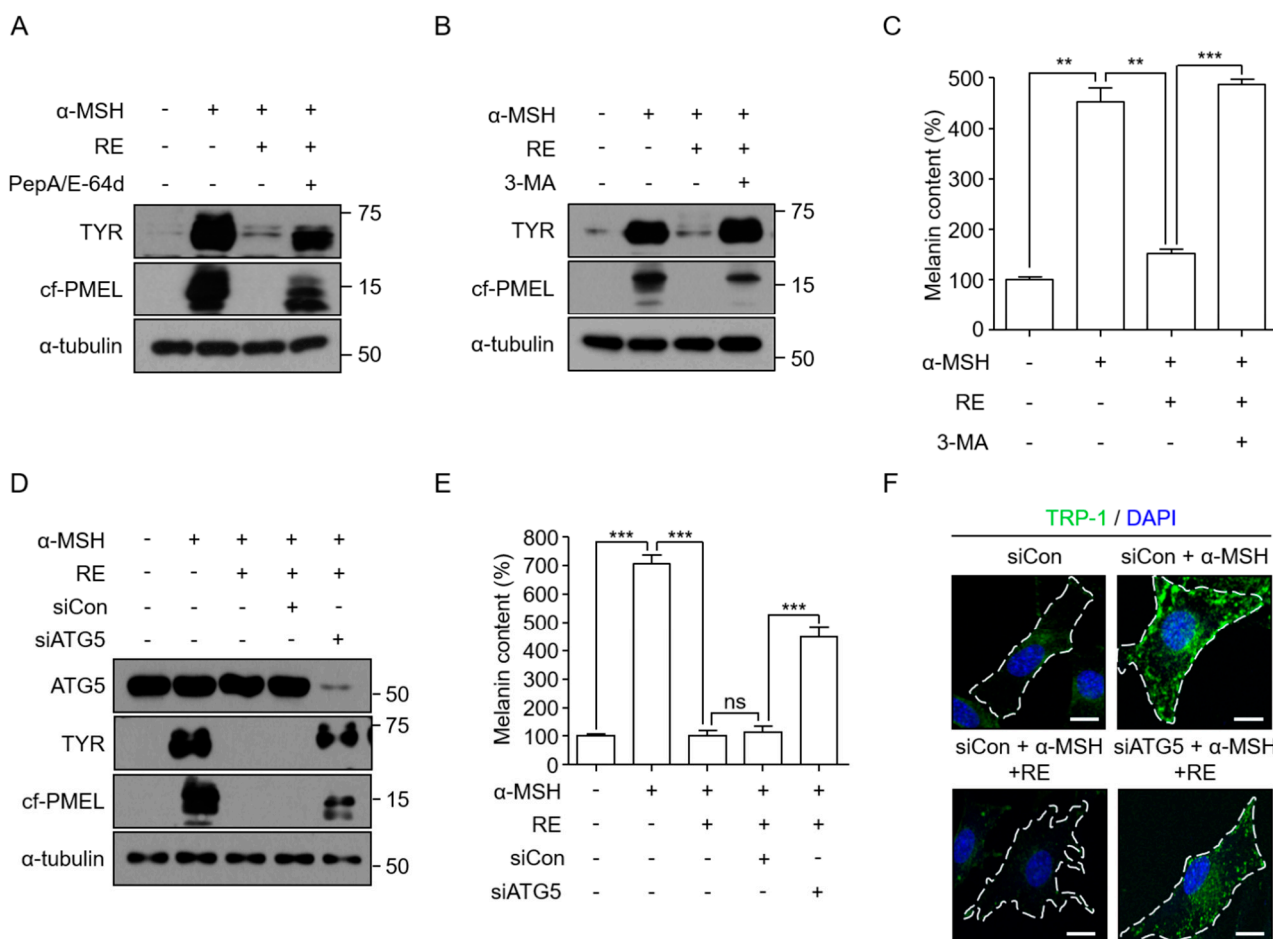 A
α-MSH - + + +
RE - - + +
PepA/E-64d - - - +
TYR
75
cf-PMEL
15
α-tubulin
50
B
α-MSH - + + +
RE - - + +
3-MA - - - +
TYR
75
cf-PMEL
15
α-tubulin
50
C
** ** ***
Melanin content (%)
500
400
300
200
100
0
α-MSH - + + +
RE - - + +
3-MA - - - +
D
α-MSH - + + + +
RE - - + + +
siCon - - - + -
siATG5 - - - - +
ATG5
50
TYR
75
cf-PMEL
15
α-tubulin
50
E
*** ***
***
ns
Melanin content (%)
800
700
600
500
400
300
200
100
0
α-MSH - + + + +
RE - - + + +
siCon - - - + -
siATG5 - - - - +
F
TRP-1 / DAPI
siCon
siCon + α-MSH
siCon + α-MSH
+RE
siATG5 + α-MSH
+RE